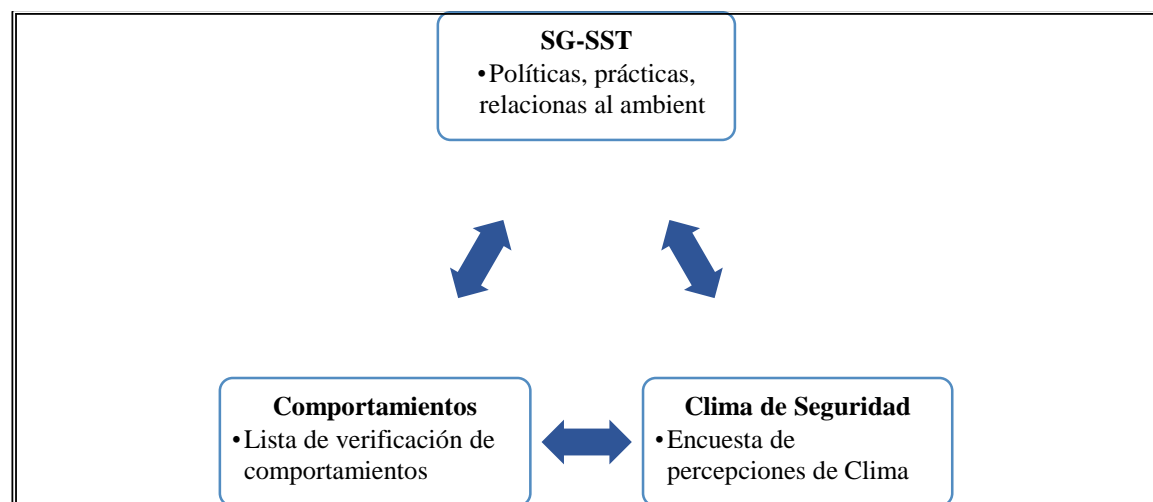 SG-SST
•Políticas, prácticas,
relacionas al ambient
Comportamientos
•Lista de verificación de
comportamientos
Clima de Seguridad
•Encuesta de
percepciones de Clima